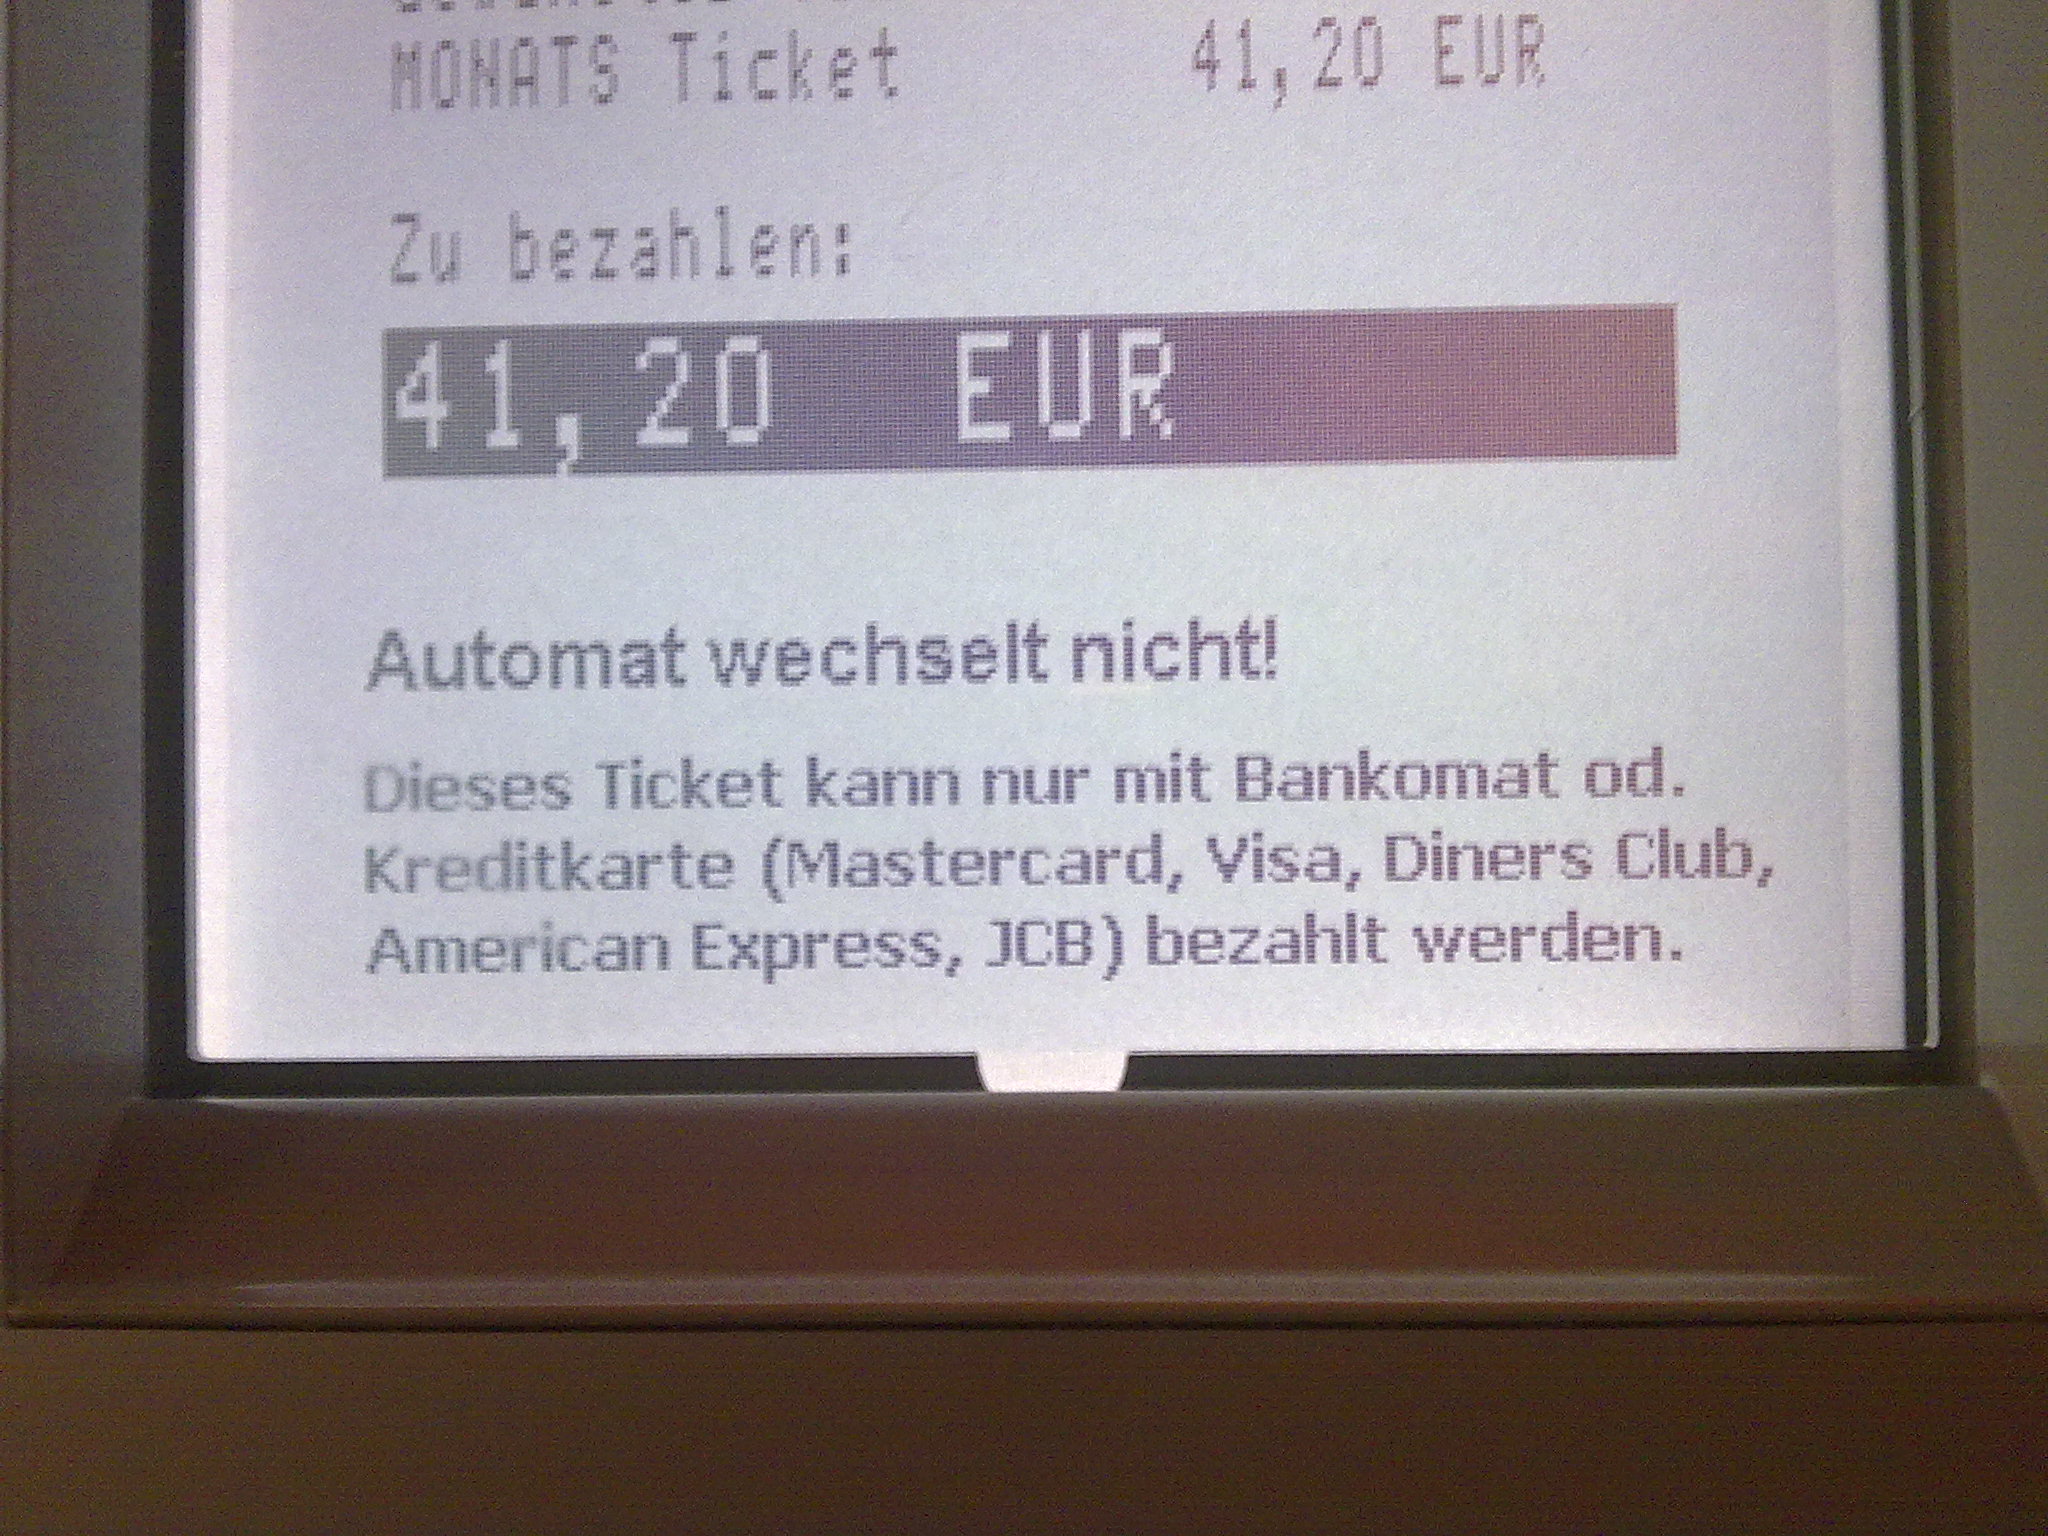 MONATS Ticket 41,20 EUR
Zu bezahlen:
41,20 EUR
Automat wechselt nicht!
Dieses Ticket kann nur mit Bankomat od.
Kreditkarte (Mastercard, Visa, Diners Club,
American Express, JCB) bezahlt werden.